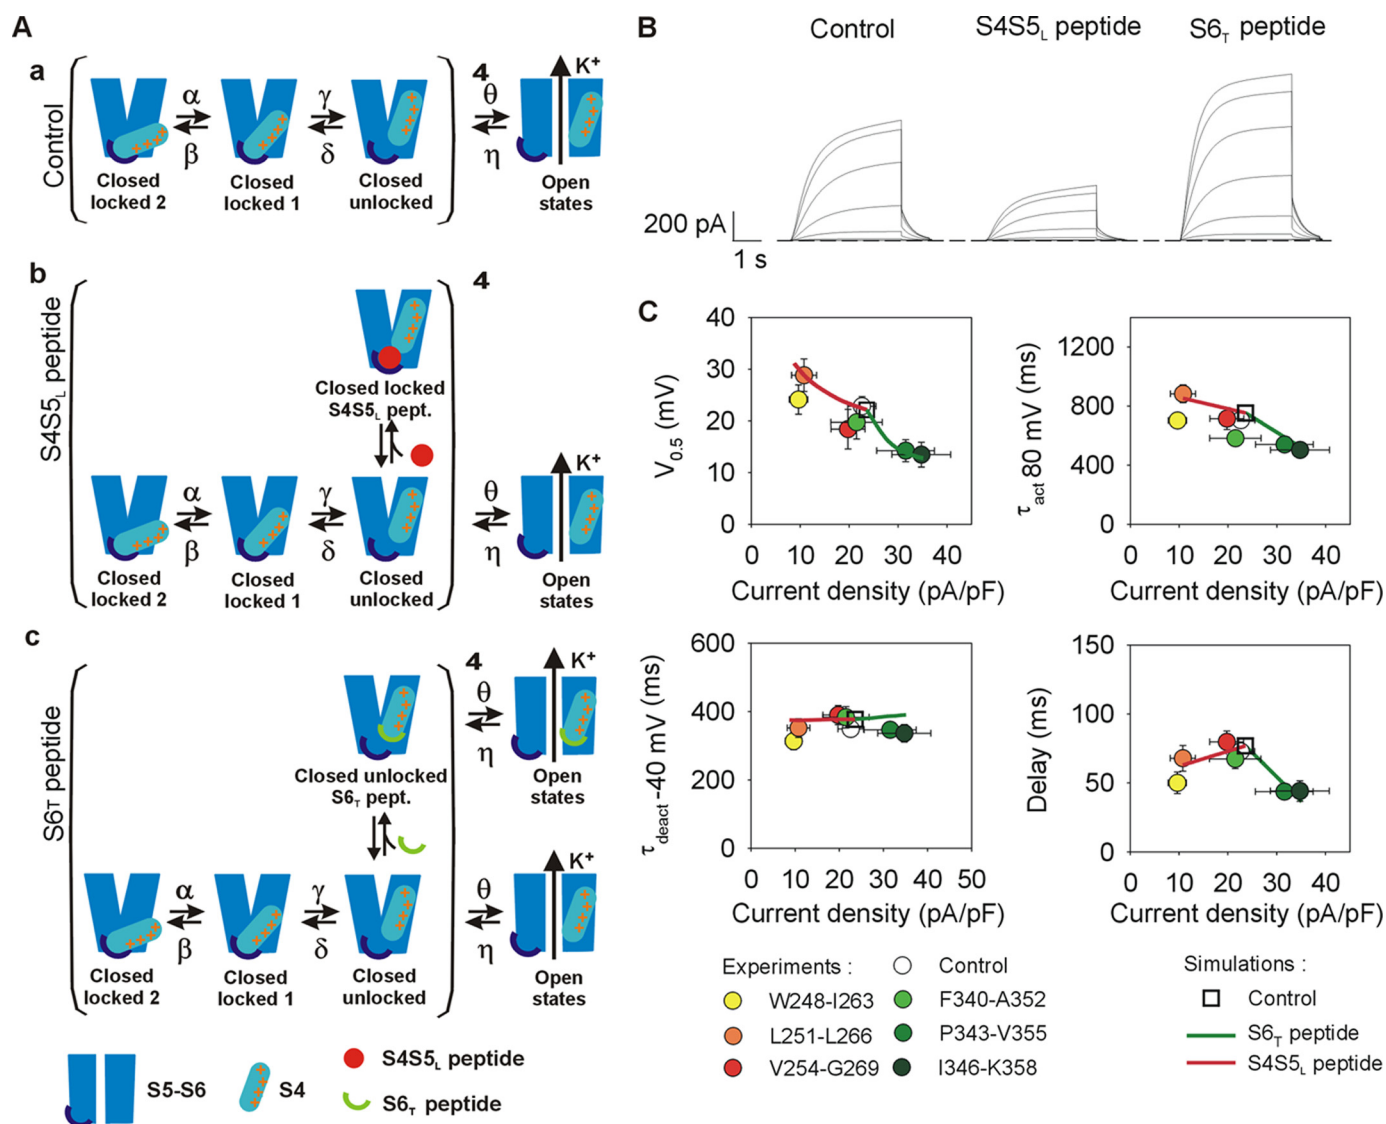 A
a
Control
α
β
γ
δ
4
θ
η
K+
Closed
locked 2
Closed
locked 1
Closed
unlocked
Open
states
b
S4S5L peptide
4
Closed locked
S4S5L pept.
α
β
γ
δ
θ
η
K+
Closed
locked 2
Closed
locked 1
Closed
unlocked
Open
states
c
S6T peptide
4
θ
η
K+
Closed unlocked
S6T pept.
Open
states
α
β
γ
δ
θ
η
K+
Closed
locked 2
Closed
locked 1
Closed
unlocked
Open
states
S5-S6
S4
S4S5L peptide
S6T peptide
B
Control
S4S5L peptide
S6T peptide
200 pA
1 s
C
V0.5 (mV)
40
30
20
10
0
0 10 20 30 40
Current density (pA/pF)
τact 80 mV (ms)
1200
800
400
0
0 10 20 30 40
Current density (pA/pF)
τdeact -40 mV (ms)
600
400
200
0
0 10 20 30 40 50
Current density (pA/pF)
Delay (ms)
150
100
50
0
0 10 20 30 40
Current density (pA/pF)
Experiments :
Control
W248-I263
F340-A352
L251-L266
P343-V355
V254-G269
I346-K358
Simulations :
Control
S6T peptide
S4S5L peptide